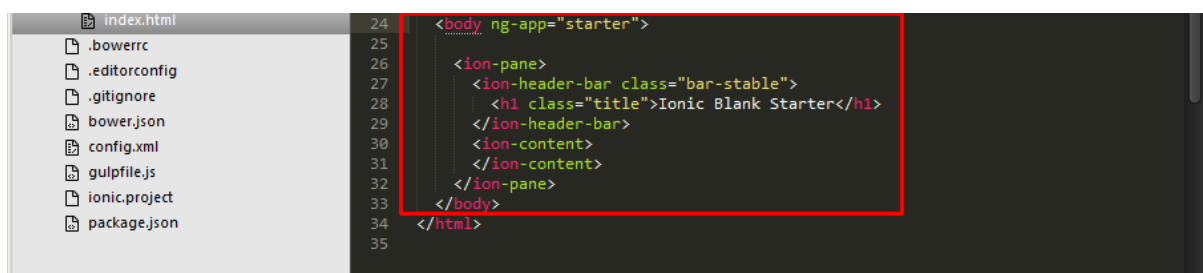 index.html
.bowerrc
.editorconfig
.gitignore
bower.json
config.xml
gulpfile.js
ionic.project
package.json
24 <body ng-app="starter">
25
26 <ion-pane>
27 <ion-header-bar class="bar-stable">
28 <h1 class="title">Ionic Blank Starter</h1>
29 </ion-header-bar>
30 <ion-content>
31 </ion-content>
32 </ion-pane>
33 </body>
34 </html>
35